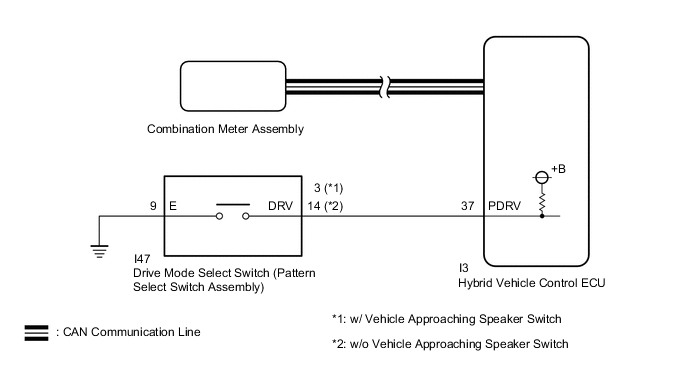 +B
Combination Meter Assembly
3 (*1)
9 E DRV 14 (*2) 37 PDRV
I47
Drive Mode Select Switch (Pattern
Select Switch Assembly)
I3
Hybrid Vehicle Control ECU
: CAN Communication Line
*1: w/ Vehicle Approaching Speaker Switch
*2: w/o Vehicle Approaching Speaker Switch